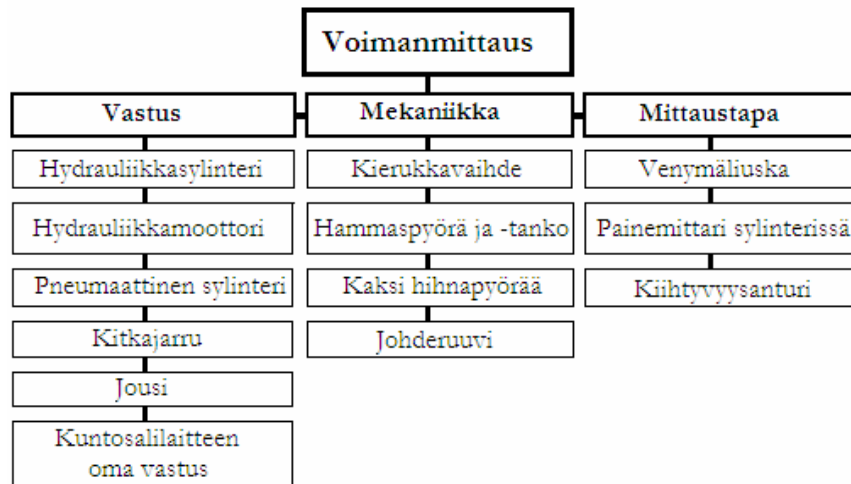 Voimanmittaus
Vastus
Hydrauliikkasylinteri
Hydrauliikkamoottori
Pneumaattinen sylinteri
Kitkajarru
Jousi
Kuntosalilaitteen
oma vastus
Mekaniikka
Kierukkavaihde
Hammaspyörä ja -tanko
Kaksi hihnapyörää
Johderuuvi
Mittaustapa
Venymäliuska
Painemittari sylinterissä
Kiihtyvyysanturi